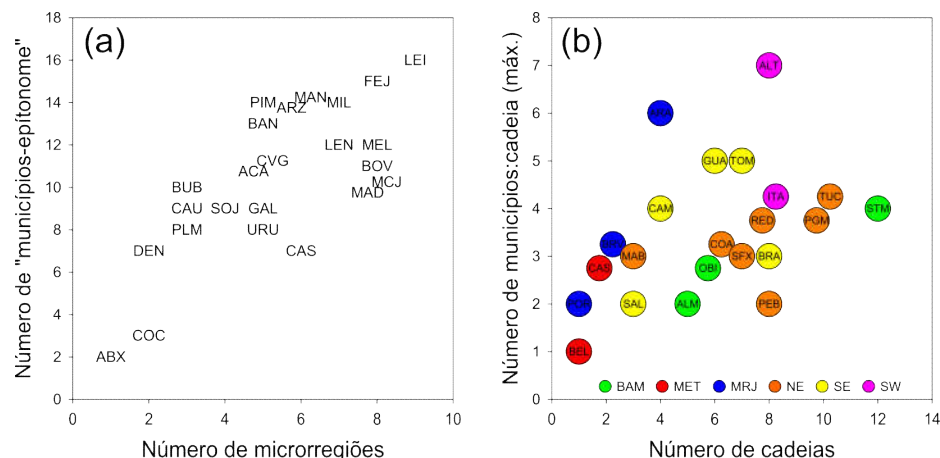 (a)
Número de "municípios-epítonome"
18
16
14
12
10
8
6
4
2
0
LEI
FEJ
PIM MAN MIL
ARZ
BAN
LEN MEL
CVG BOV
ACA MCJ
BUB MAD
CAU SOJ GAL
PLM URU
DEN CAS
COC
ABX
0 2 4 6 8 10
Número de microrregiões
(b)
Número de municípios:cadeia (máx.)
8
7
6
5
4
3
2
1
0
ALT
ARA
GUA TOM
ITA TUC
CAM STM
RED PGM
COA
MAB SFX BRA
CAS OBI
SAL ALM PEB
BEL
BAM MET MRJ NE SE SW
0 2 4 6 8 10 12 14
Número de cadeias